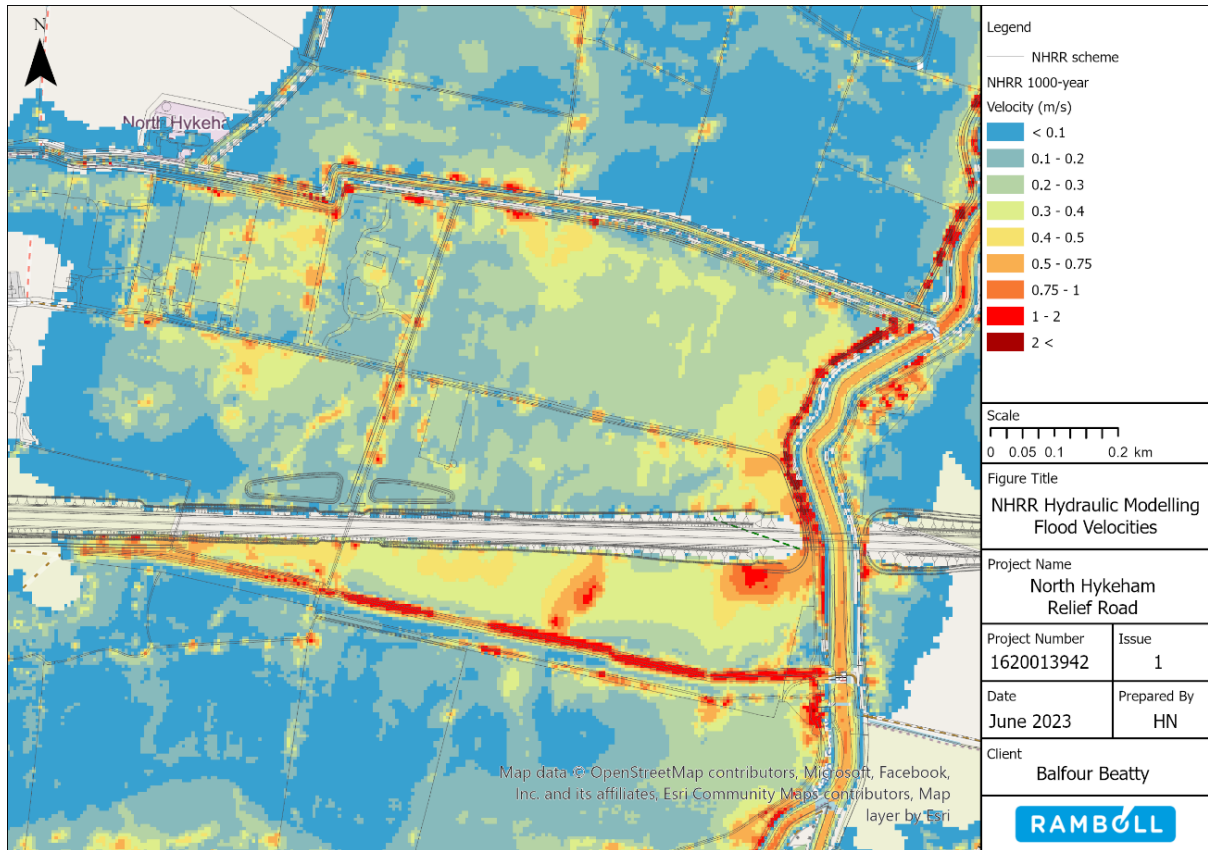 N
North Hykeha
Map data © OpenStreetMap contributors, Microsoft, Facebook,
Inc. and its affiliates, Esri Community Maps contributors, Map
layer by Esri
Legend
NHRR scheme
NHRR 1000-year
Velocity (m/s)
< 0.1
0.1 - 0.2
0.2 - 0.3
0.3 - 0.4
0.4 - 0.5
0.5 - 0.75
0.75 - 1
1 - 2
2 <
Scale
0 0.05 0.1 0.2 km
Figure Title
NHRR Hydraulic Modelling
Flood Velocities
Project Name
North Hykeham
Relief Road
Project Number
1620013942
Issue
1
Date
June 2023
Prepared By
HN
Client
Balfour Beatty
RAMBOLL